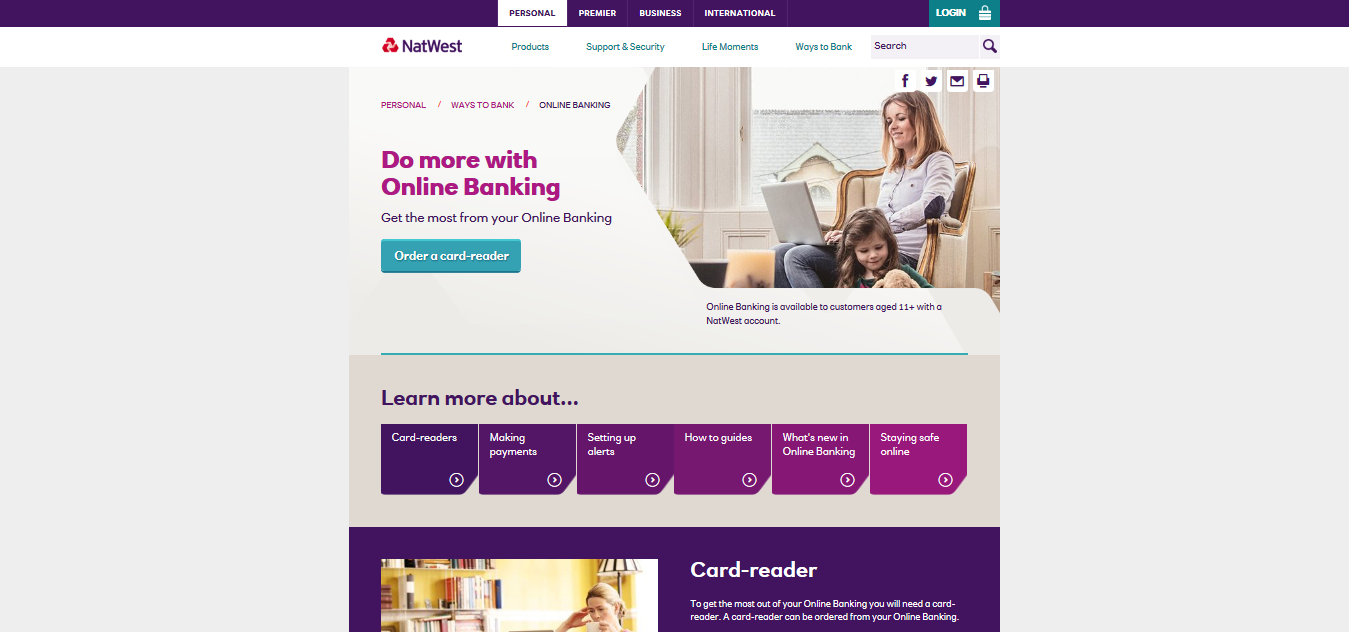 PERSONAL PREMIER BUSINESS INTERNATIONAL LOGIN
NatWest Products Support & Security Life Moments Ways to Bank Search
PERSONAL / WAYS TO BANK / ONLINE BANKING
Do more with
Online Banking
Get the most from your Online Banking
Order a card-reader
Online Banking is available to customers aged 11+ with a
NatWest account.
Learn more about...
Card-readers
Making
payments
Setting up
alerts
How to guides
What's new in
Online Banking
Staying safe
online
Card-reader
To get the most out of your Online Banking you will need a card-
reader. A card-reader can be ordered from your Online Banking.